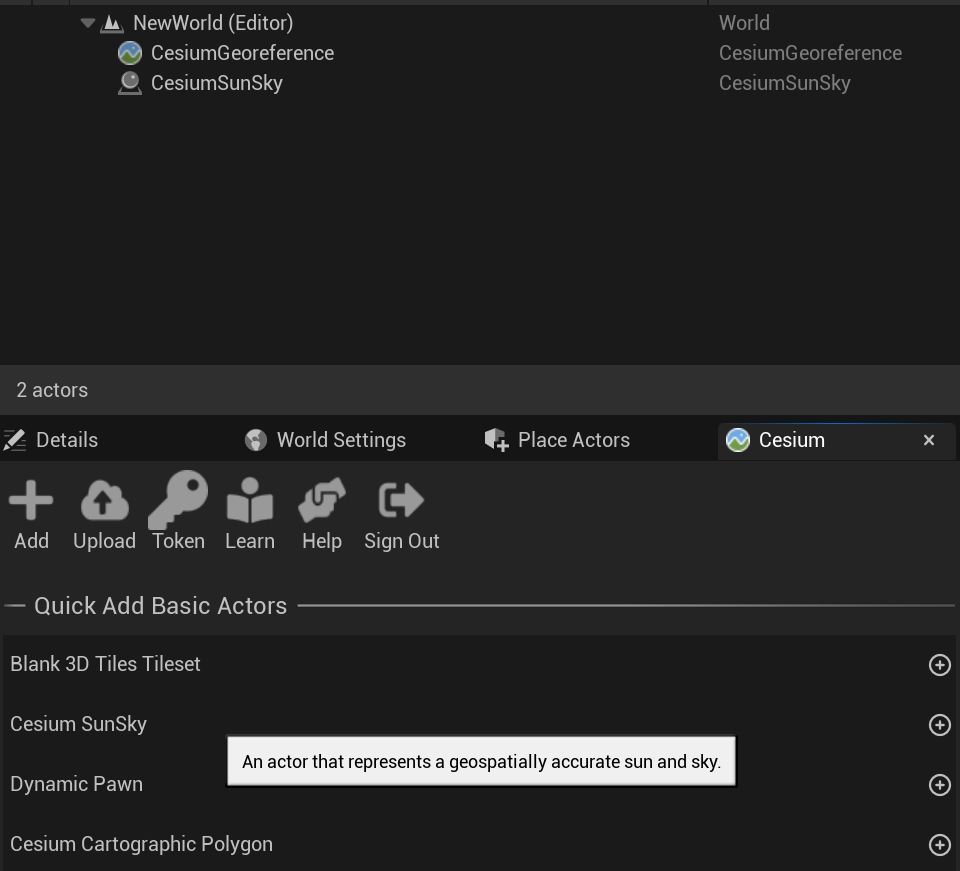 NewWorld (Editor) World
CesiumGeoreference CesiumGeoreference
CesiumSunSky CesiumSunSky
2 actors
Details World Settings Place Actors Cesium
Add Upload Token Learn Help Sign Out
Quick Add Basic Actors
Blank 3D Tiles Tileset
Cesium SunSky
An actor that represents a geospatially accurate sun and sky.
Dynamic Pawn
Cesium Cartographic Polygon